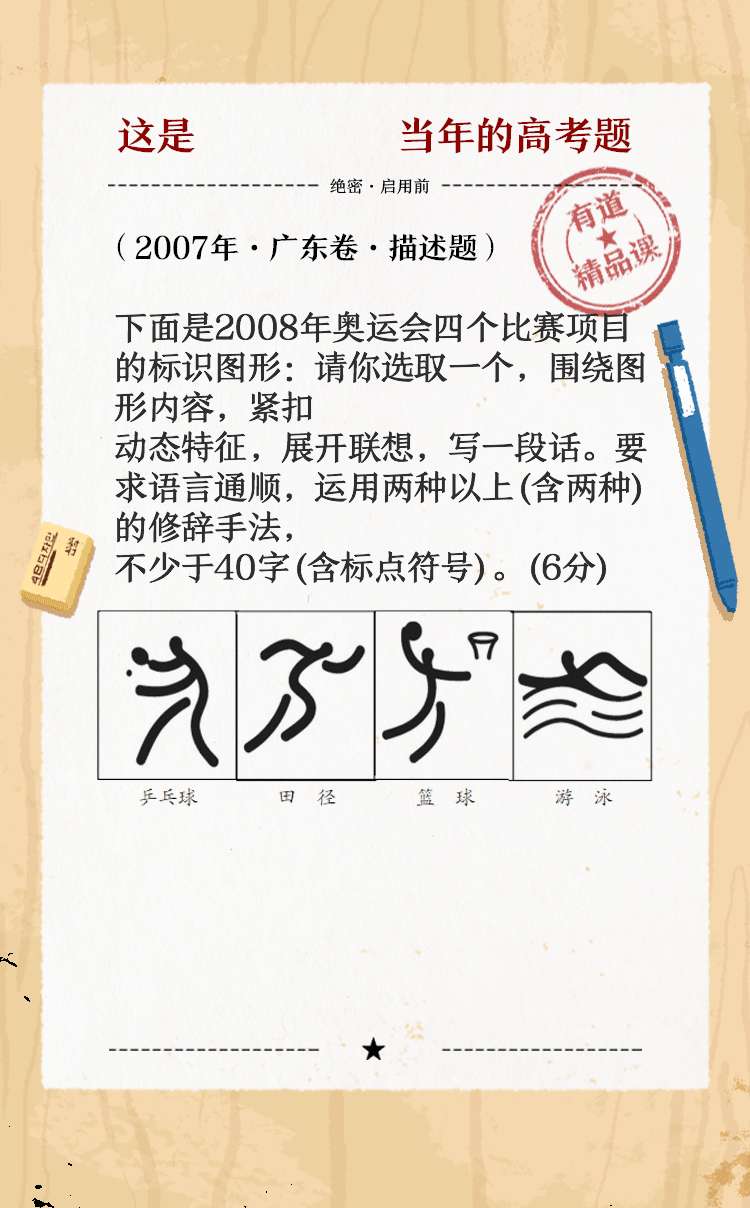 这是 当年的高考题
绝密·启用前
有道
精品课
(2007年·广东卷·描述题)
下面是2008年奥运会四个比赛项目
的标识图形：请你选取一个，围绕图
形内容，紧扣
动态特征，展开联想，写一段话。要
求语言通顺，运用两种以上(含两种)
的修辞手法，
不少于40字(含标点符号)。(6分)
乒乓球 田 径 篮 球 游 泳